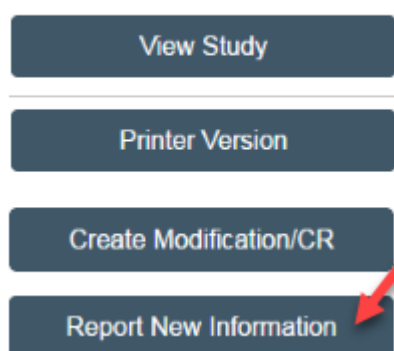 View Study
Printer Version
Create Modification/CR
Report New Information